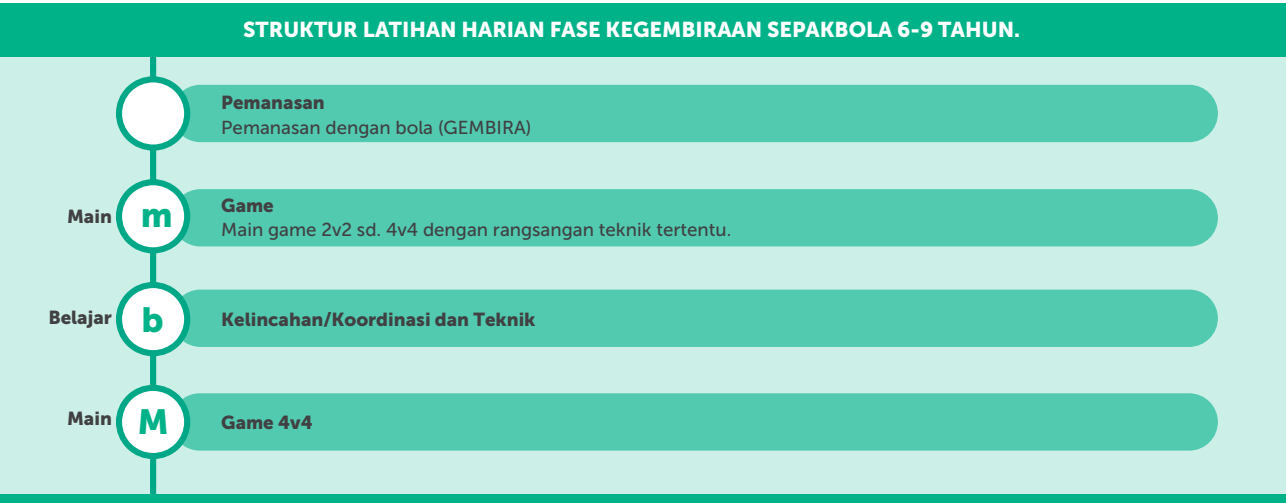 STRUKTUR LATIHAN HARIAN FASE KEGEMBIRAAN SEPAKBOLA 6-9 TAHUN.
Pemanasan
Pemanasan dengan bola (GEMBIRA)
Main
m
Game
Main game 2v2 sd. 4v4 dengan rangsangan teknik tertentu.
Belajar
b
Kelincahan/Koordinasi dan Teknik
Main
M
Game 4v4